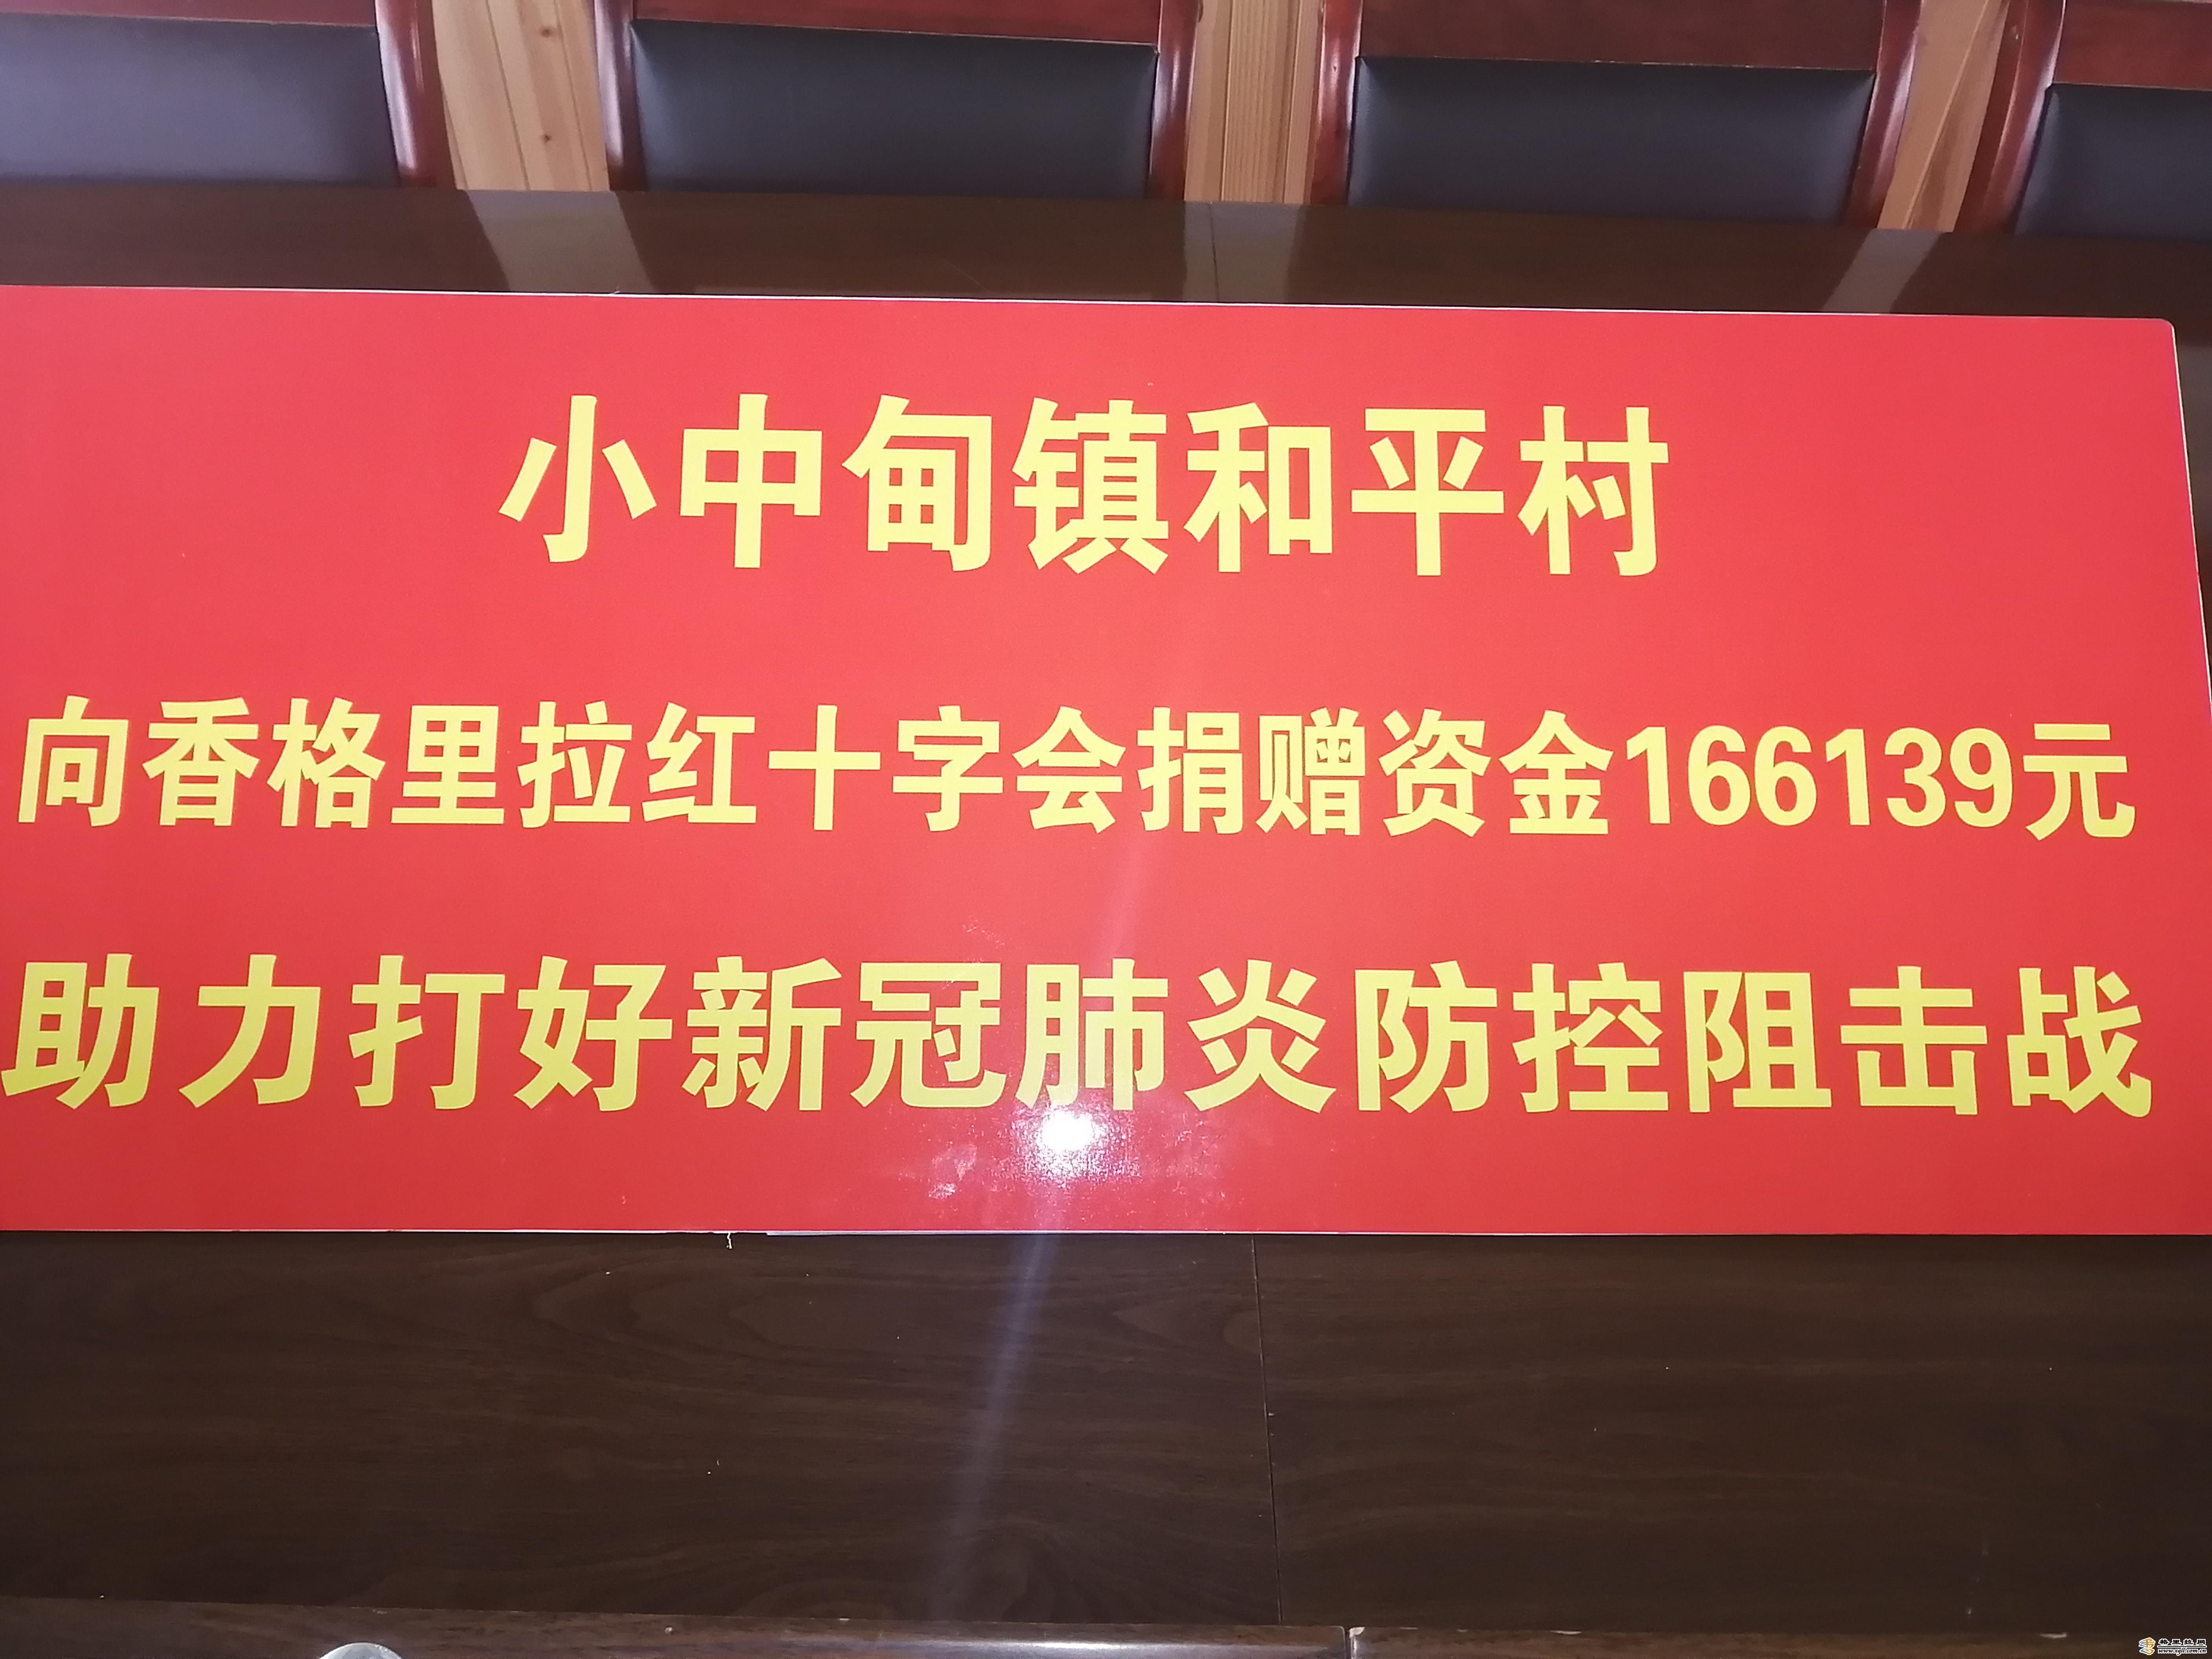 小中甸镇和平村
向香格里拉红十字会捐赠资金166139元
助力打好新冠肺炎防控阻击战